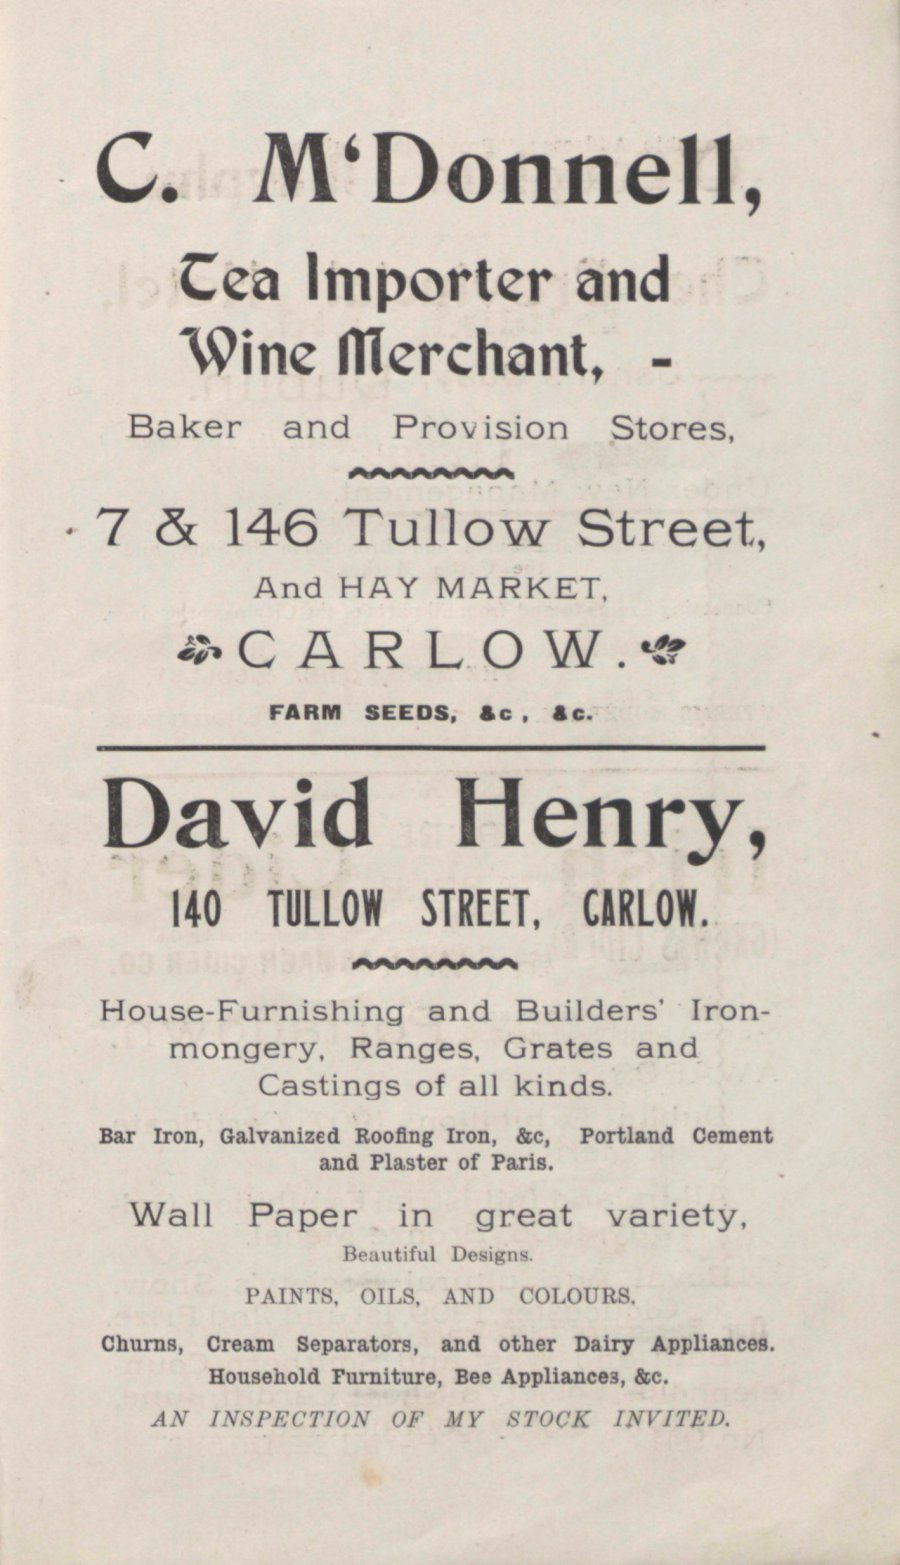 C. M‘Donnell,
Tea Importer and
Wine Merchant, -
Baker and Provision Stores,
7 & 146 Tullow Street,
And HAY MARKET,
CARLOW.
FARM SEEDS, &c, &c.
David Henry,
140 TULLOW STREET, CARLOW.
House-Furnishing and Builders’ Iron-
mongery, Ranges, Grates and
Castings of all kinds.
Bar Iron, Galvanized Roofing Iron, &c, Portland Cement
and Plaster of Paris.
Wall Paper in great variety,
Beautiful Designs.
PAINTS, OILS, AND COLOURS.
Churns, Cream Separators, and other Dairy Appliances.
Household Furniture, Bee Appliances, &c.
AN INSPECTION OF MY STOCK INVITED.